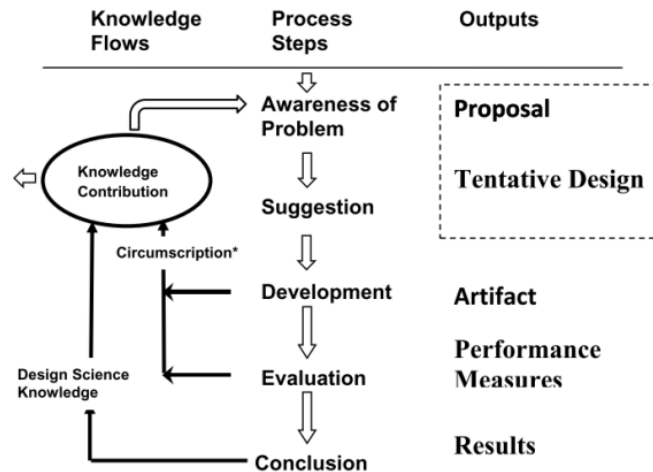 Knowledge
Flows
Process
Steps
Outputs
Awareness of
Problem
Proposal
Knowledge
Contribution
Tentative Design
Suggestion
Circumscription*
Development
Artifact
Performance
Measures
Design Science
Knowledge
Evaluation
Results
Conclusion